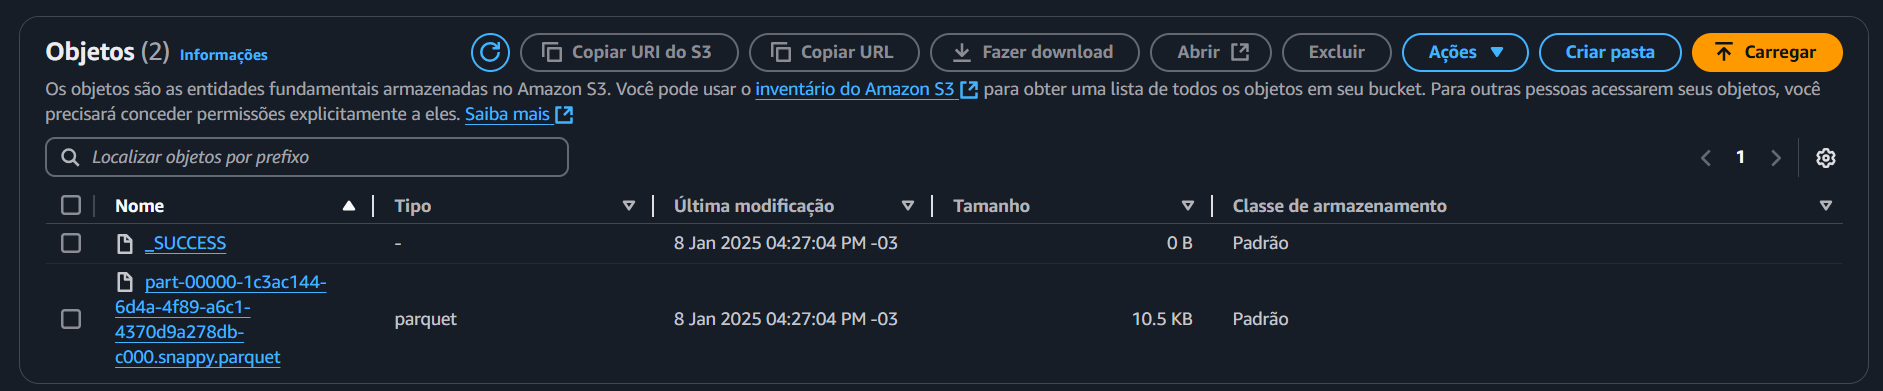 Objetos (2) Informações Copiar URI do S3 Copiar URL Fazer download Abrir Excluir Ações Criar pasta Carregar
Os objetos são as entidades fundamentais armazenadas no Amazon S3. Você pode usar o inventário do Amazon S3 para obter uma lista de todos os objetos em seu bucket. Para outras pessoas acessarem seus objetos, você
precisará conceder permissões explicitamente a eles. Saiba mais
Localizar objetos por prefixo 1
Nome Tipo Última modificação Tamanho Classe de armazenamento
_SUCCESS - 8 Jan 2025 04:27:04 PM -03 0 B Padrão
part-00000-1c3ac144-
6d4a-4f89-a6c1-
4370d9a278db-
c000.snappy.parquet
parquet 8 Jan 2025 04:27:04 PM -03 10.5 KB Padrão